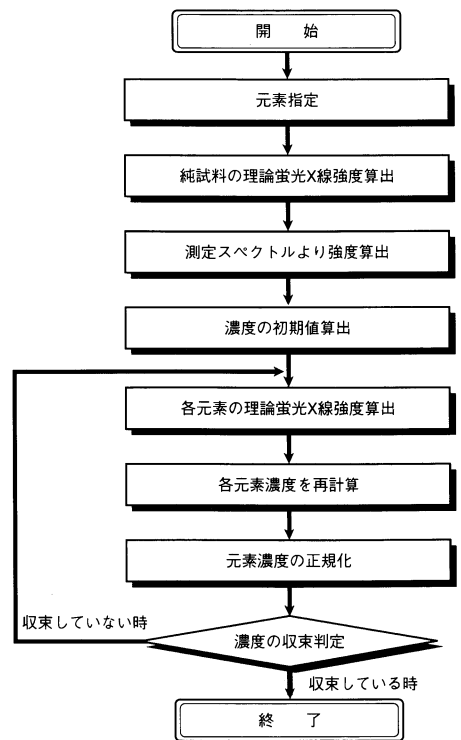 開 始
元素指定
純試料の理論蛍光X線強度算出
測定スペクトルより強度算出
濃度の初期値算出
各元素の理論蛍光X線強度算出
各元素濃度を再計算
元素濃度の正規化
収束していない時
濃度の収束判定
収束している時
終 了